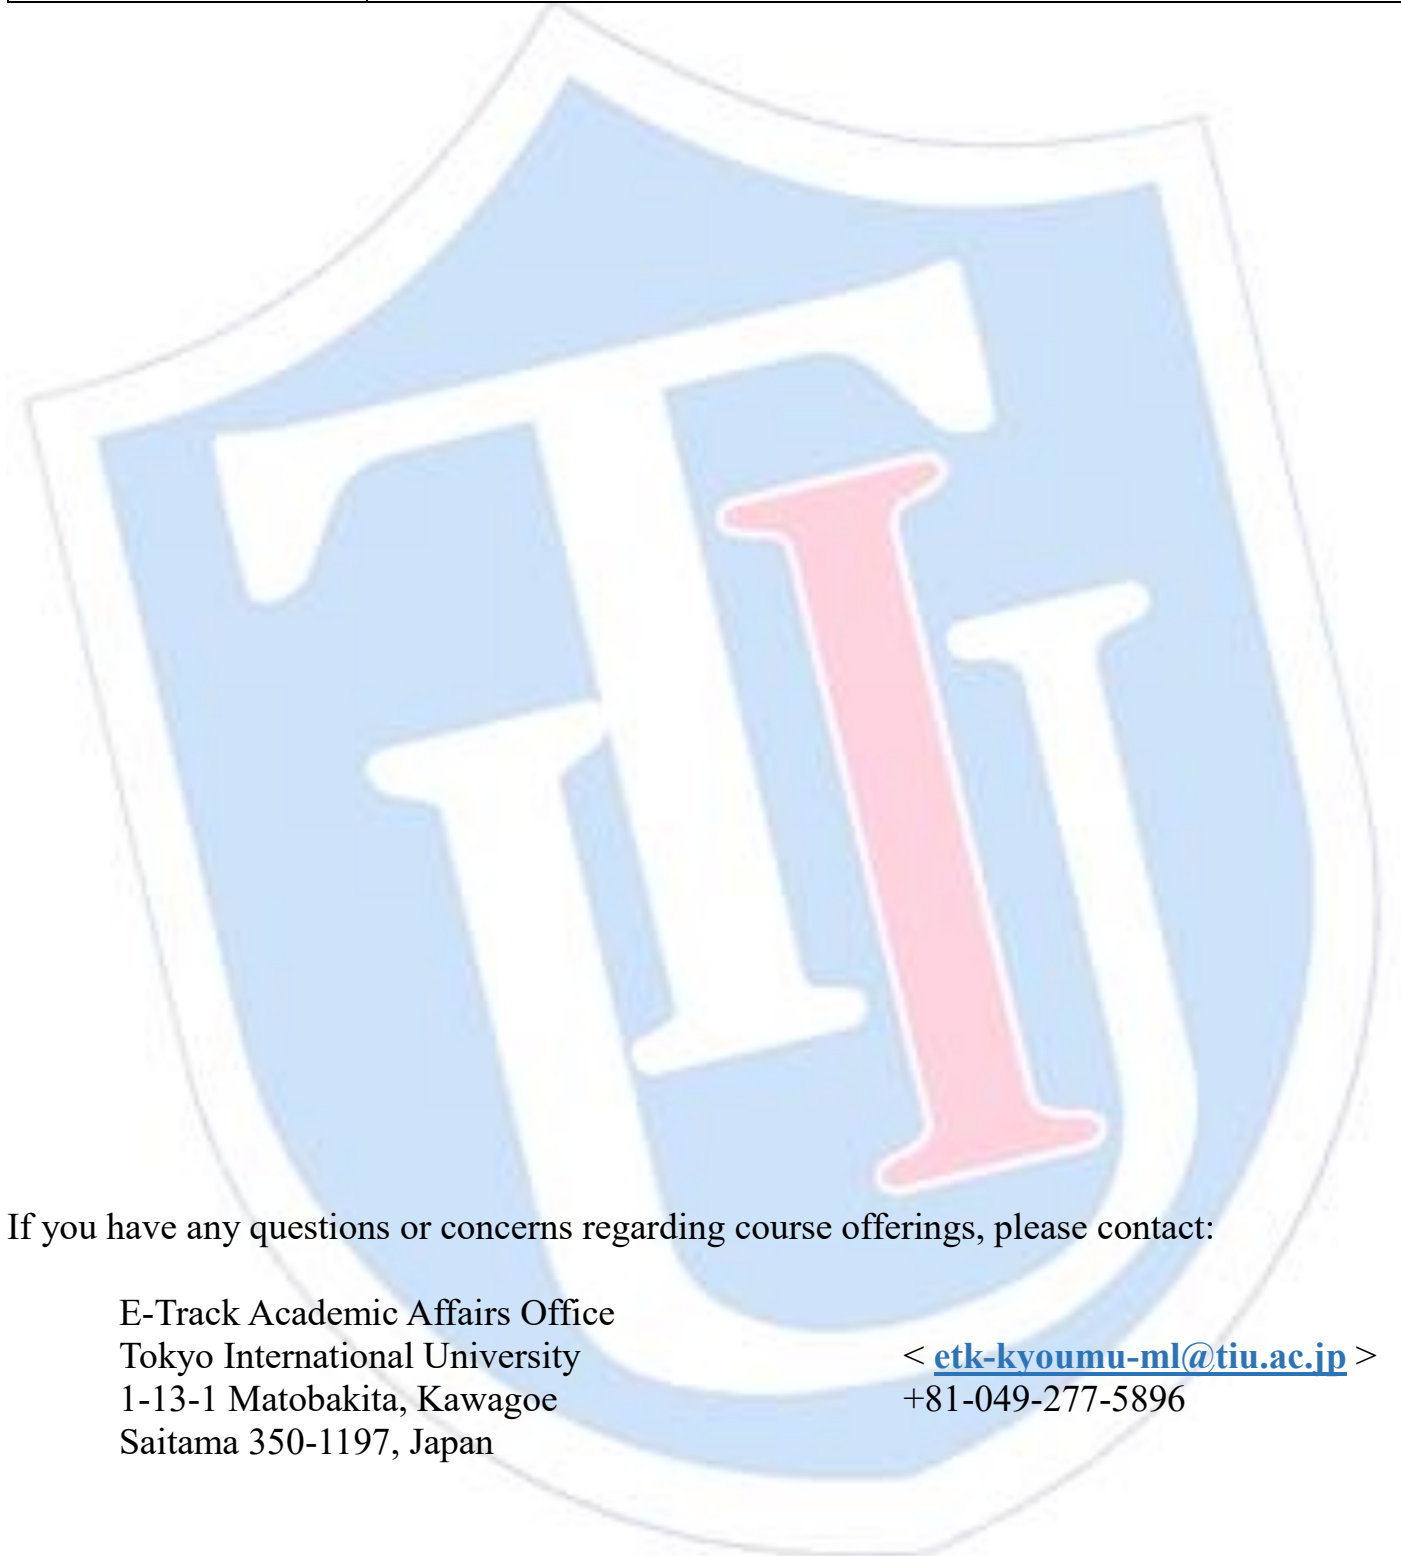 TIU
If you have any questions or concerns regarding course offerings, please contact:
E-Track Academic Affairs Office
Tokyo International University
< etk-kyoumu-ml@tiu.ac.jp >
1-13-1 Matobakita, Kawagoe
+81-049-277-5896
Saitama 350-1197, Japan